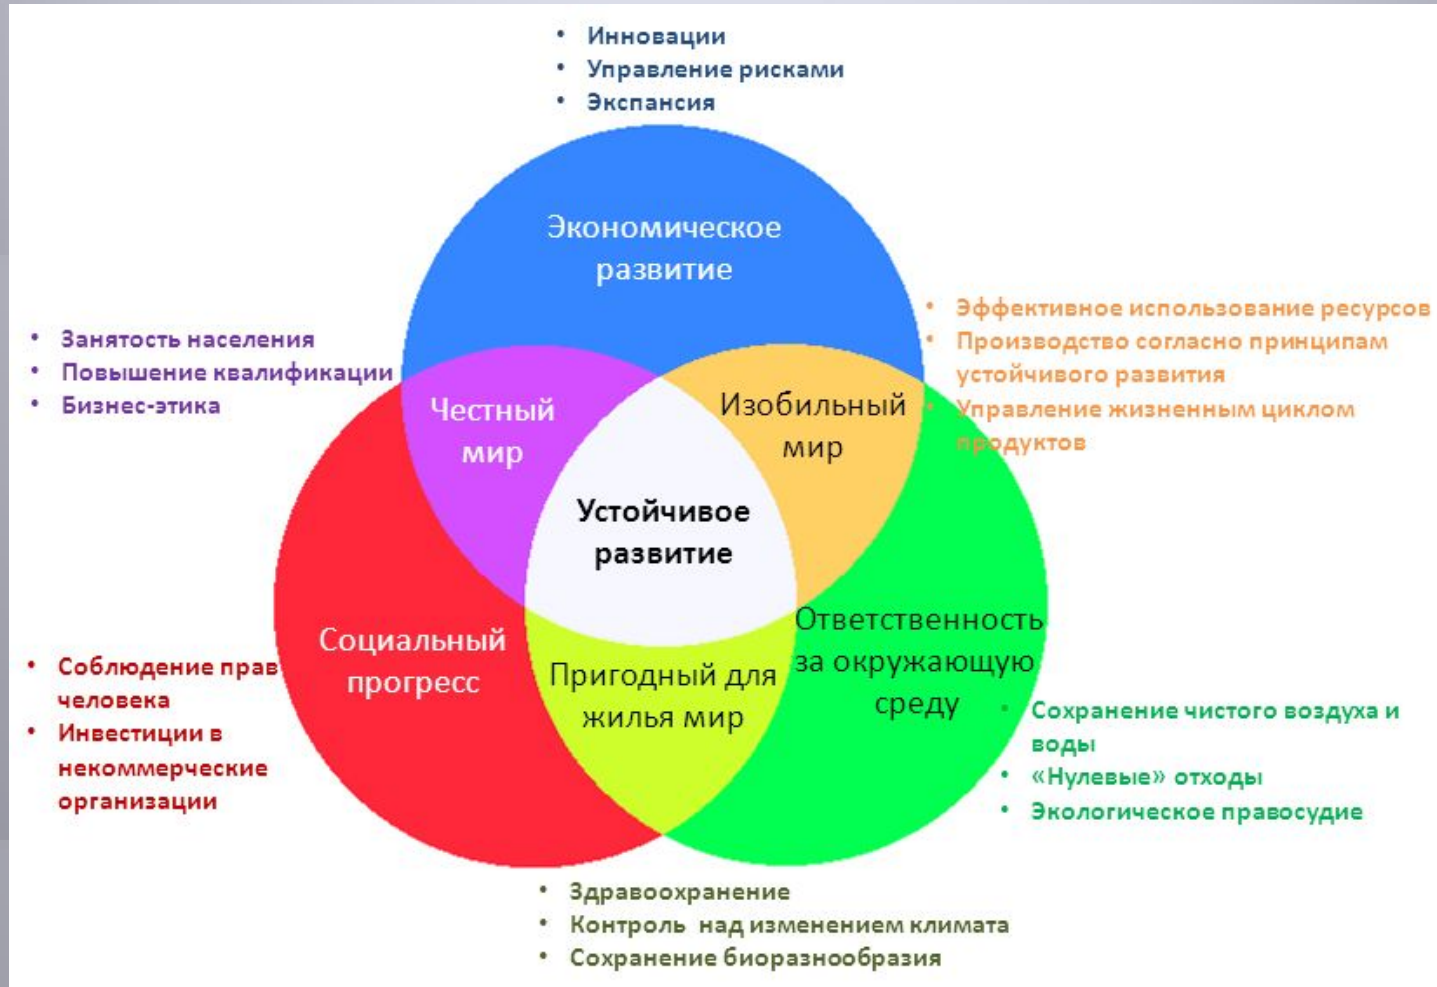 • Инновации
• Управление рисками
• Экспансия
Экономическое
развитие
• Занятость населения
• Повышение квалификации
• Бизнес-этика
• Эффективное использование ресурсов
• Производство согласно принципам
устойчивого развития
• Управление жизненным циклом
продуктов
Честный
мир
Изобильный
мир
Устойчивое
развитие
Социальный
прогресс
Пригодный для
жилья мир
Ответственность
за окружающую
среду
• Соблюдение прав
человека
• Инвестиции в
некоммерческие
организации
• Сохранение чистого воздуха и
воды
• «Нулевые» отходы
• Экологическое правосудие
• Здравоохранение
• Контроль над изменением климата
• Сохранение биоразнообразия